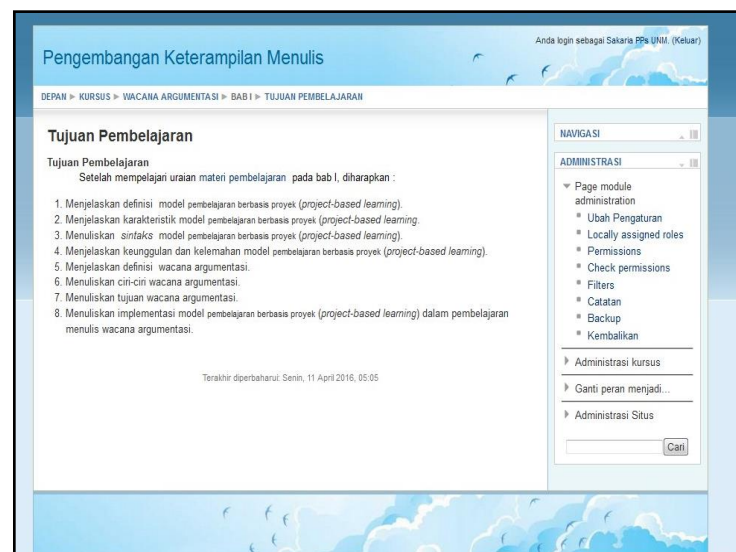 Anda login sebagai Sakaria PPs UNM. (Keluar)
Pengembangan Keterampilan Menulis
DEPAN ► KURSUS ► WACANA ARGUMENTASI ► BAB I ► TUJUAN PEMBELAJARAN
Tujuan Pembelajaran
Tujuan Pembelajaran
Setelah mempelajari uraian materi pembelajaran pada bab I, diharapkan :
1. Menjelaskan definisi model pembelajaran berbasis proyek (project-based learning).
2. Menjelaskan karakteristik model pembelajaran berbasis proyek (project-based learning.
3. Menuliskan sintaks model pembelajaran berbasis proyek (project-based learning).
4. Menjelaskan keunggulan dan kelemahan model pembelajaran berbasis proyek (project-based learning).
5. Menjelaskan definisi wacana argumentasi.
6. Menuliskan ciri-ciri wacana argumentasi.
7. Menuliskan tujuan wacana argumentasi.
8. Menuliskan implementasi model pembelajaran berbasis proyek (project-based learning) dalam pembelajaran
menulis wacana argumentasi.
Terakhir diperbaharui: Senin, 11 April 2016, 05:05
NAVIGASI
ADMINISTRASI
Page module
administration
Ubah Pengaturan
Locally assigned roles
Permissions
Check permissions
Filters
Catatan
Backup
Kembalikan
Administrasi kursus
Ganti peran menjadi...
Administrasi Situs
Cari